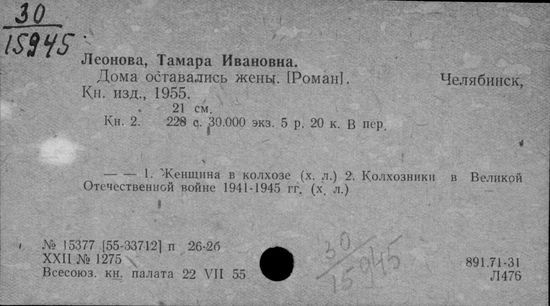 30
15945
Леонова, Тамара Ивановна.
Дома оставались жены. [Роман]. Челябинск,
Кн. изд., 1955.
21 см.
Кн. 2. 228 с. 30.000 экз. 5 р. 20 к. В пер.
— — 1. Женщина в колхозе (х. л.) 2. Колхозники в Великой
Отечественной войне 1941-1945 гг. (х. л.)
№ 15377 [55-33712] п 26-2б
XXII № 1275
Всесоюз. кн. палата 22 VII 55
30
15945
891.71-31
Л476